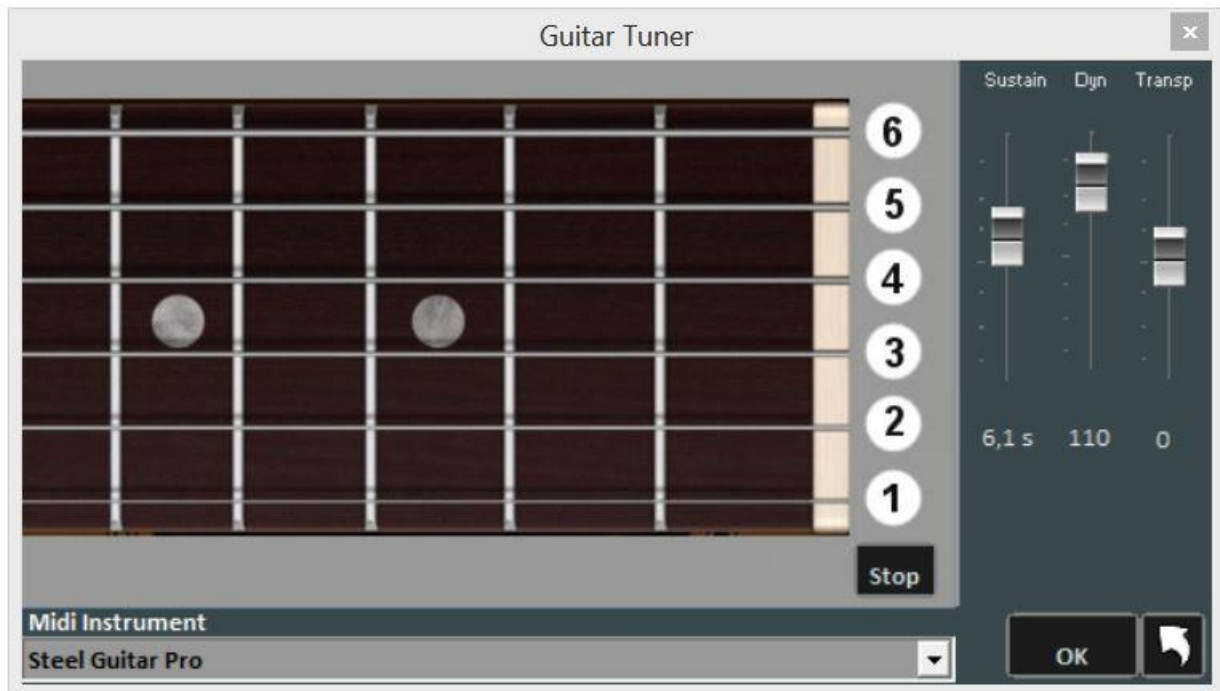 Guitar Tuner
x
Sustain Dyn Transp
6
5
4
3
2
1
6,1 s 110 0
Stop
Midi Instrument
Steel Guitar Pro
OK